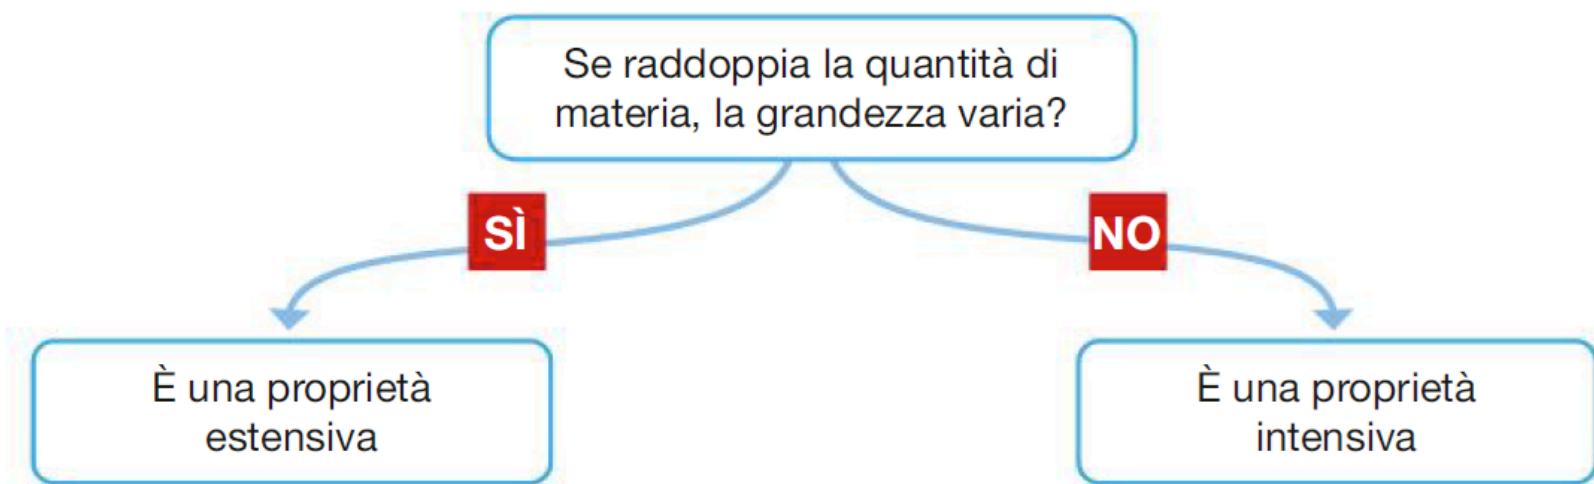 Se raddoppia la quantità di
materia, la grandezza varia?
SÌ
NO
È una proprietà
estensiva
È una proprietà
intensiva